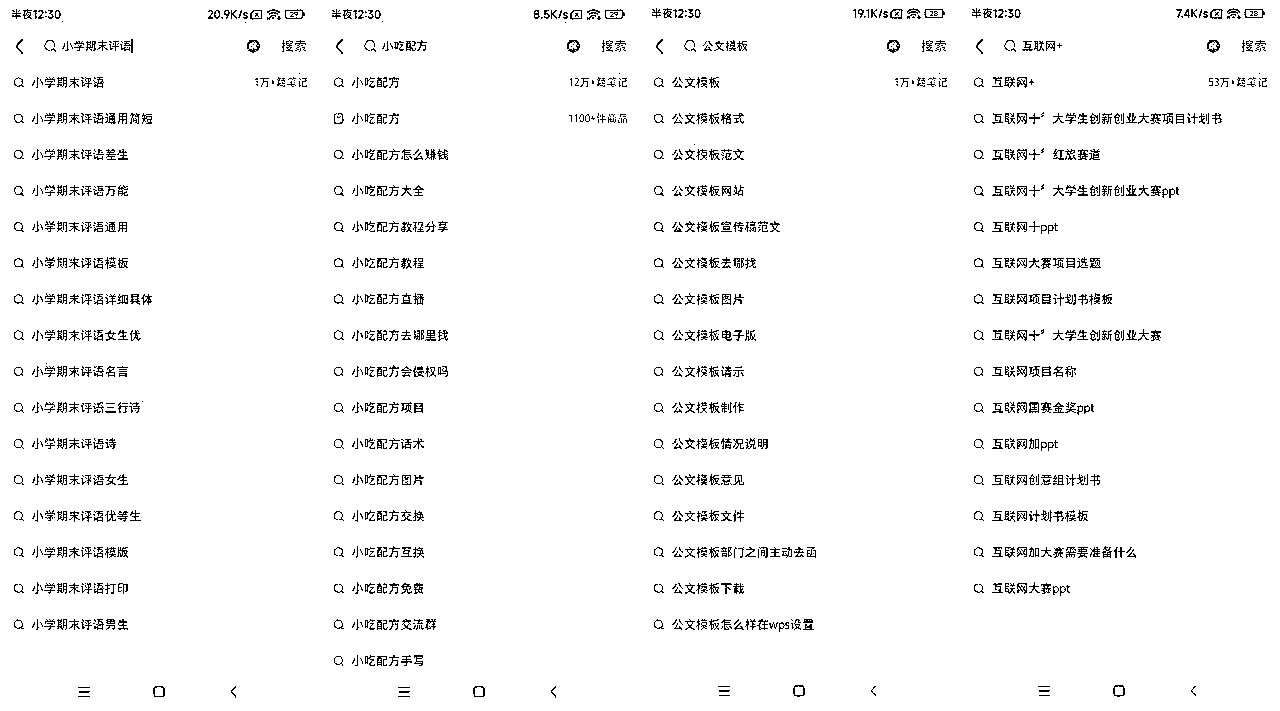 半夜12:30 20.9K/s 29
小学期末评语 搜索
小学期末评语 1万+篇笔记
小学期末评语通用简短
小学期末评语差生
小学期末评语万能
小学期末评语通用
小学期末评语模板
小学期末评语详细具体
小学期末评语女生优
小学期末评语名言
小学期末评语三行诗
小学期末评语诗
小学期末评语女生
小学期末评语优等生
小学期末评语模版
小学期末评语打印
小学期末评语男生
半夜12:30 8.5K/s 29
小吃配方 搜索
小吃配方 12万+篇笔记
小吃配方 1100+件商品
小吃配方怎么赚钱
小吃配方大全
小吃配方教程分享
小吃配方教程
小吃配方直播
小吃配方去哪里找
小吃配方会侵权吗
小吃配方项目
小吃配方话术
小吃配方图片
小吃配方交换
小吃配方互换
小吃配方免费
小吃配方交流群
小吃配方手写
半夜12:30 19.1K/s 28
公文模板 搜索
公文模板 1万+篇笔记
公文模板格式
公文模板范文
公文模板网站
公文模板宣传稿范文
公文模板去哪找
公文模板图片
公文模板电子版
公文模板请示
公文模板制作
公文模板情况说明
公文模板意见
公文模板文件
公文模板部门之间主动去函
公文模板下载
公文模板怎么样在wps设置
半夜12:30 7.4K/s 28
互联网+ 搜索
互联网+ 53万+篇笔记
互联网十 大学生创新创业大赛项目计划书
互联网十 红旅赛道
互联网十 大学生创新创业大赛ppt
互联网十ppt
互联网大赛项目选题
互联网项目计划书模板
互联网十 大学生创新创业大赛
互联网项目名称
互联网国赛金奖ppt
互联网加ppt
互联网创意组计划书
互联网计划书模板
互联网加大赛需要准备什么
互联网大赛ppt